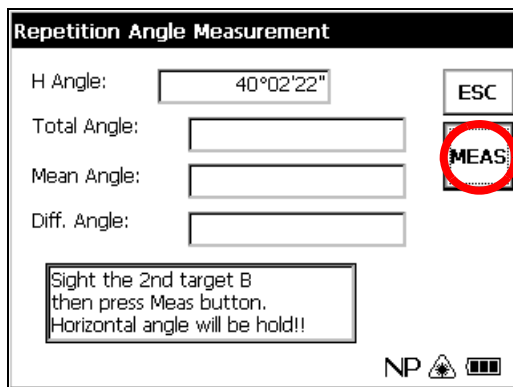 Repetition Angle Measurement
H Angle: 40°02'22"
ESC
Total Angle:
MEAS
Mean Angle:
Diff. Angle:
Sight the 2nd target B
then press Meas button.
Horizontal angle will be hold!!
NP